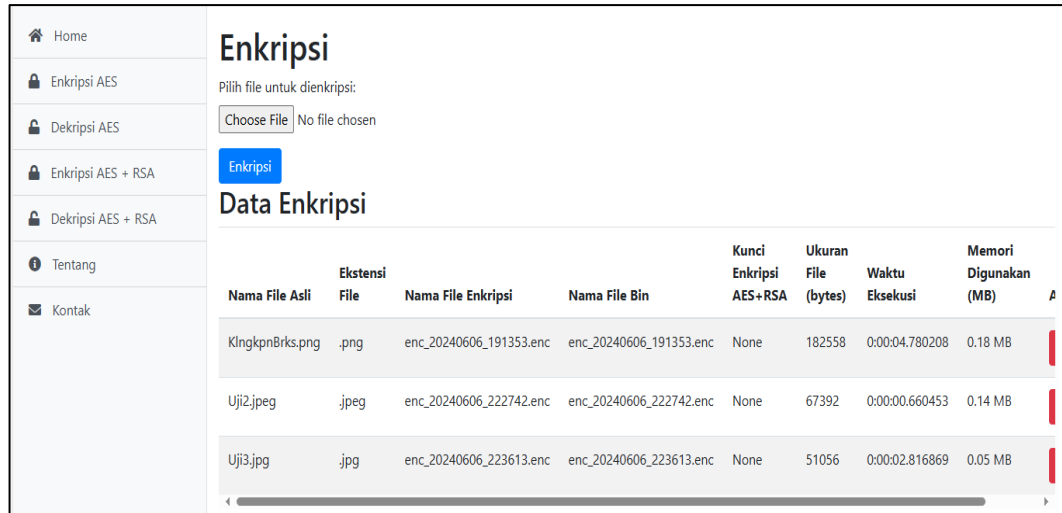 Home
Enkripsi AES
Dekripsi AES
Enkripsi AES + RSA
Dekripsi AES + RSA
Tentang
Kontak
Enkripsi
Pilih file untuk dienkripsi:
Choose File No file chosen
Enkripsi
Data Enkripsi
Nama File Asli Ekstensi File Nama File Enkripsi Nama File Bin Kunci Enkripsi AES+RSA Ukuran File (bytes) Waktu Eksekusi Memori Digunakan (MB)
KlngkpnBrks.png .png enc_20240606_191353.enc enc_20240606_191353.enc None 182558 0:00:04.780208 0.18 MB
Uji2.jpeg .jpeg enc_20240606_222742.enc enc_20240606_222742.enc None 67392 0:00:00.660453 0.14 MB
Uji3.jpg .jpg enc_20240606_223613.enc enc_20240606_223613.enc None 51056 0:00:02.816869 0.05 MB